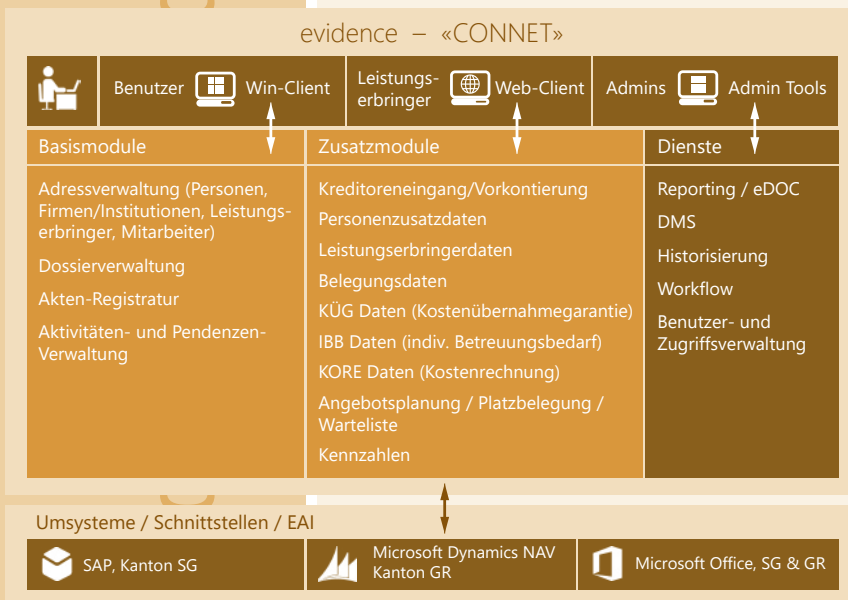 evidence – «CONNET»
Benutzer
Win-Client
Leistungs-
erbringer
Web-Client
Admins
Admin Tools
Basismodule
Adressverwaltung (Personen,
Firmen/Institutionen, Leistungs-
erbringer, Mitarbeiter)
Dossierverwaltung
Akten-Registratur
Aktivitäten- und Pendenzen-
Verwaltung
Zusatzmodule
Kreditoreneingang/Vorkontierung
Personenzusatzdaten
Leistungserbringerdaten
Belegungsdaten
KÜG Daten (Kostenübernahmegarantie)
IBB Daten (indiv. Betreuungsbedarf)
KORE Daten (Kostenrechnung)
Angebotsplanung / Platzbelegung /
Warteliste
Kennzahlen
Dienste
Reporting / eDOC
DMS
Historisierung
Workflow
Benutzer- und
Zugriffsverwaltung
Umsysteme / Schnittstellen / EAI
SAP, Kanton SG
Microsoft Dynamics NAV
Kanton GR
Microsoft Office, SG & GR